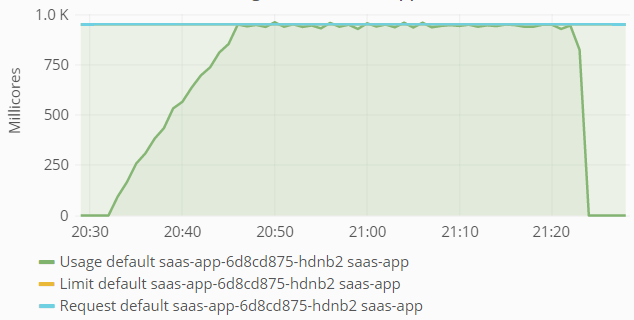 1.0 K
750
500
250
0
Millicores
20:30 20:40 20:50 21:00 21:10 21:20
Usage default saas-app-6d8cd875-hdnb2 saas-app
Limit default saas-app-6d8cd875-hdnb2 saas-app
Request default saas-app-6d8cd875-hdnb2 saas-app